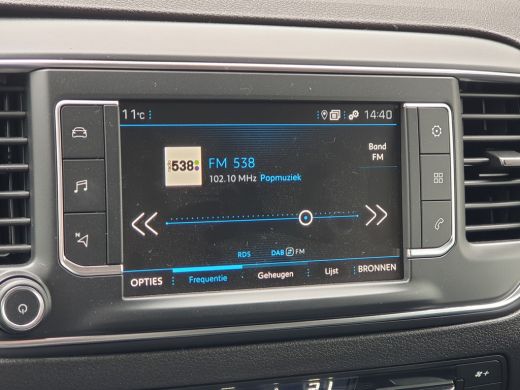 11°C 14:40
538 FM 538 Band
102.10 MHz Popmuziek FM
RDS DAB FM
OPTIES Frequentie Geheugen Lijst BRONNEN
N